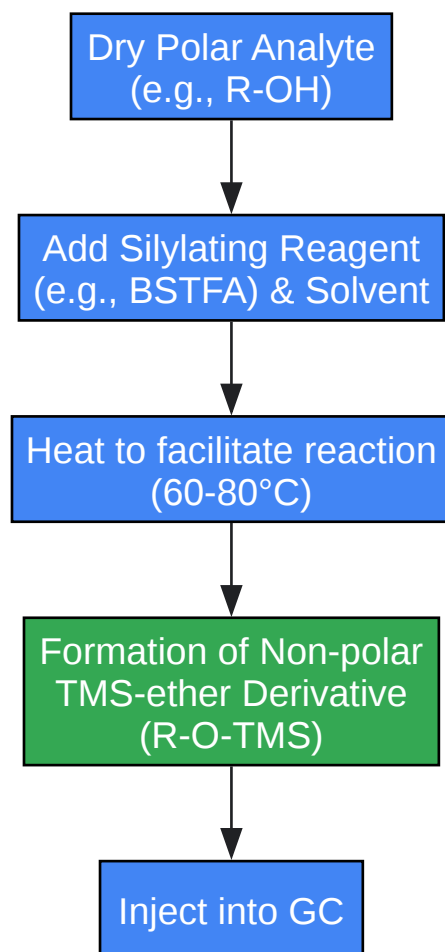 Dry Polar Analyte
(e.g., R-OH)
Add Silylating Reagent
(e.g., BSTFA) & Solvent
Heat to facilitate reaction
(60-80°C)
Formation of Non-polar
TMS-ether Derivative
(R-O-TMS)
Inject into GC